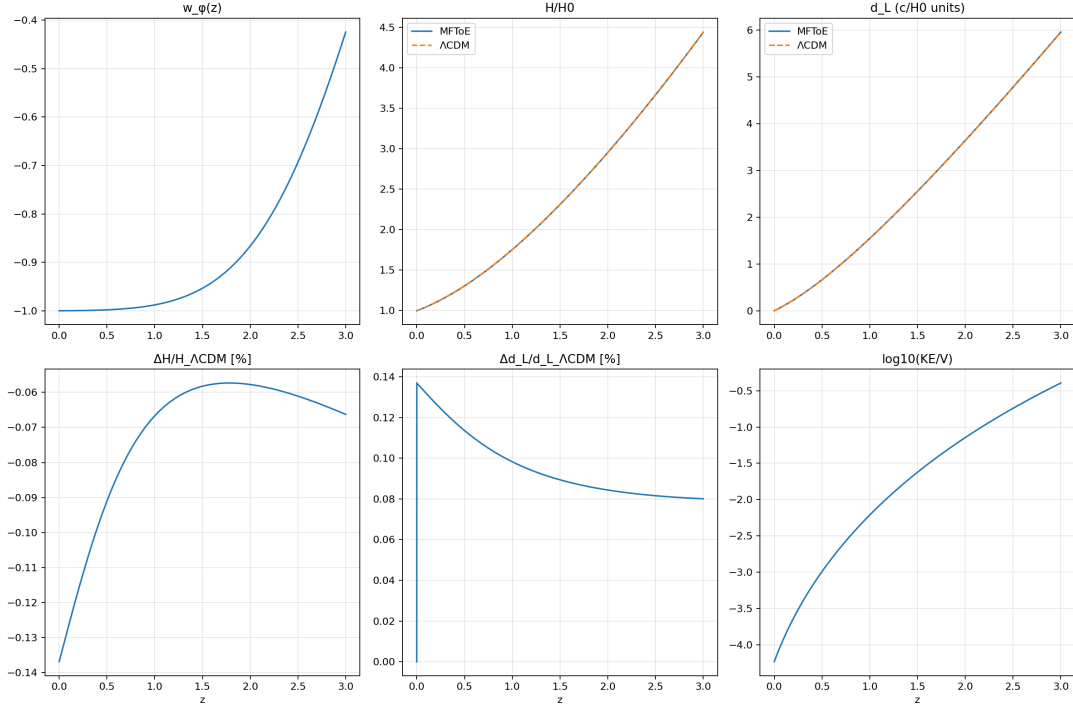 w_φ(z)
−0.4
−0.5
−0.6
−0.7
−0.8
−0.9
−1.0
0.0 0.5 1.0 1.5 2.0 2.5 3.0
H/H0
MFToE
ΛCDM
4.5
4.0
3.5
3.0
2.5
2.0
1.5
1.0
0.0 0.5 1.0 1.5 2.0 2.5 3.0
d_L (c/H0 units)
MFToE
ΛCDM
6
5
4
3
2
1
0
0.0 0.5 1.0 1.5 2.0 2.5 3.0
ΔH/H_ΛCDM [%]
−0.06
−0.07
−0.08
−0.09
−0.10
−0.11
−0.12
−0.13
−0.14
0.0 0.5 1.0 1.5 2.0 2.5 3.0
z
Δd_L/d_L_ΛCDM [%]
0.14
0.12
0.10
0.08
0.06
0.04
0.02
0.00
0.0 0.5 1.0 1.5 2.0 2.5 3.0
z
log10(KE/V)
−0.5
−1.0
−1.5
−2.0
−2.5
−3.0
−3.5
−4.0
0.0 0.5 1.0 1.5 2.0 2.5 3.0
z